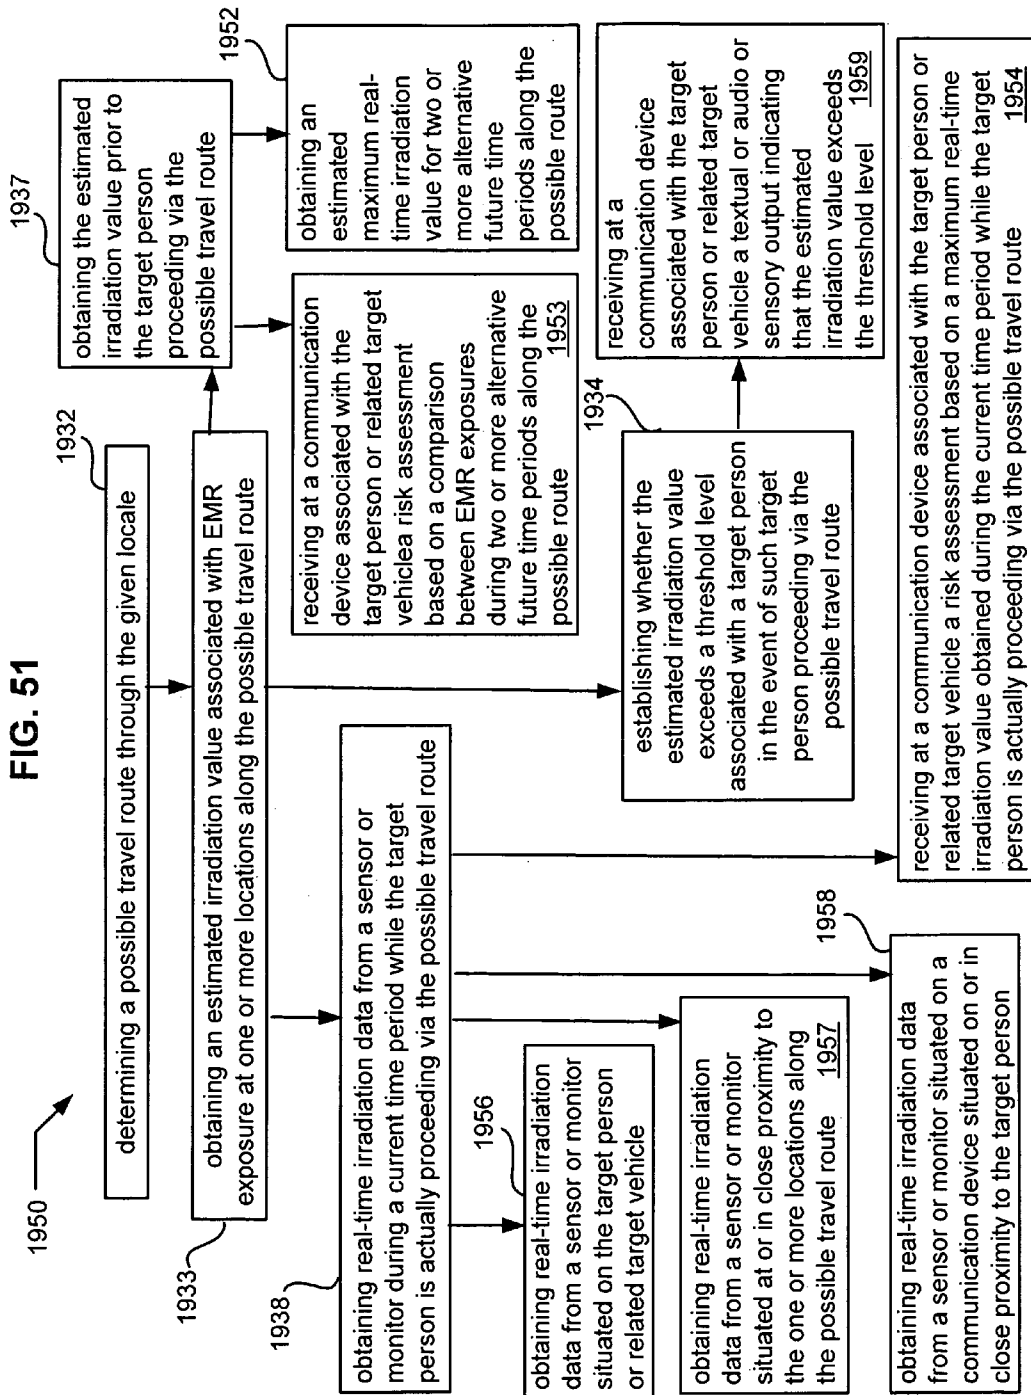 FIG. 51
1950
determining a possible travel route through the given locale
1932
obtaining an estimated irradiation value associated with EMR
exposure at one or more locations along the possible travel route
1933
obtaining the estimated
irradiation value prior to
the target person
proceeding via the
possible travel route
1937
obtaining real-time irradiation data from a sensor or
monitor during a current time period while the target
person is actually proceeding via the possible travel route
1938
receiving at a communication
device associated with the
target person or related target
vehiclea risk assessment
based on a comparison
between EMR exposures
during two or more alternative
future time periods along the
possible route 1953
obtaining an
estimated
maximum real-
time irradiation
value for two or
more alternative
future time
periods along the
possible route
1952
obtaining real-time irradiation
data from a sensor or monitor
situated on the target person
or related target vehicle
1956
establishing whether the
estimated irradiation value
exceeds a threshold level
associated with a target person
in the event of such target
person proceeding via the
possible travel route
1934
receiving at a
communication device
associated with the target
person or related target
vehicle a textual or audio or
sensory output indicating
that the estimated
irradiation value exceeds
the threshold level 1959
obtaining real-time irradiation
data from a sensor or monitor
situated at or in close proximity to
the one or more locations along
the possible travel route 1957
obtaining real-time irradiation data
from a sensor or monitor situated on a
communication device situated on or in
close proximity to the target person
1958
receiving at a communication device associated with the target person or
related target vehicle a risk assessment based on a maximum real-time
irradiation value obtained during the current time period while the target
person is actually proceeding via the possible travel route 1954